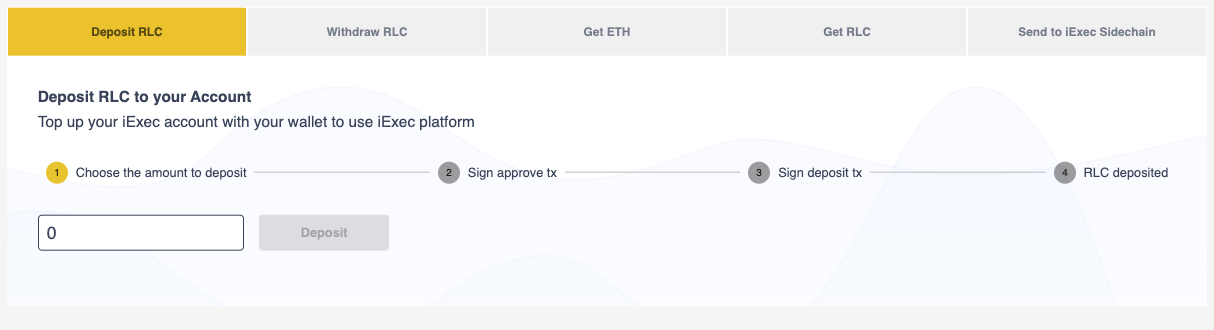 Deposit RLC Withdraw RLC Get ETH Get RLC Send to iExec Sidechain
Deposit RLC to your Account
Top up your iExec account with your wallet to use iExec platform
1 Choose the amount to deposit 2 Sign approve tx 3 Sign deposit tx 4 RLC deposited
0 Deposit